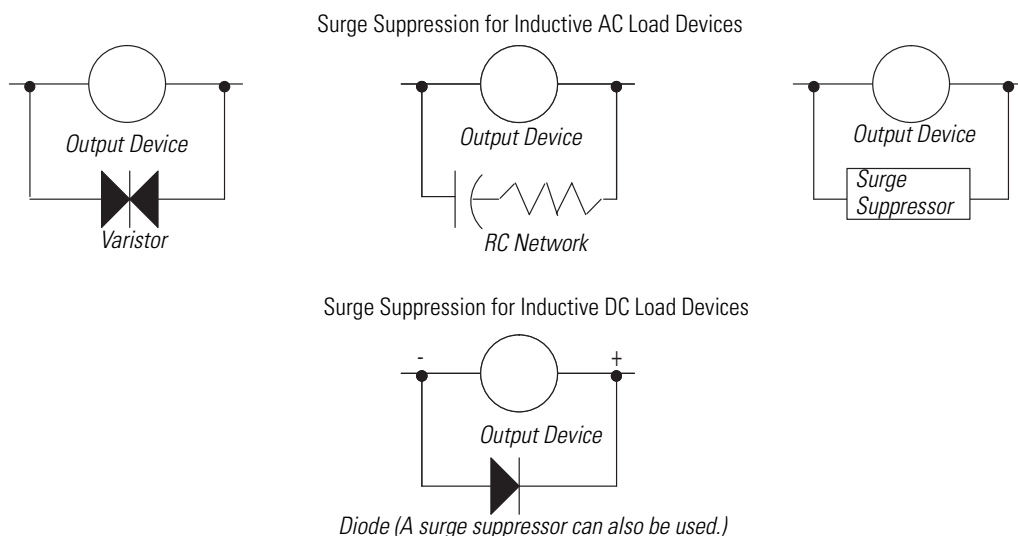 Surge Suppression for Inductive AC Load Devices
Output Device
Varistor
Output Device
RC Network
Output Device
Surge
Suppressor
Surge Suppression for Inductive DC Load Devices
- +
Output Device
Diode (A surge suppressor can also be used.)